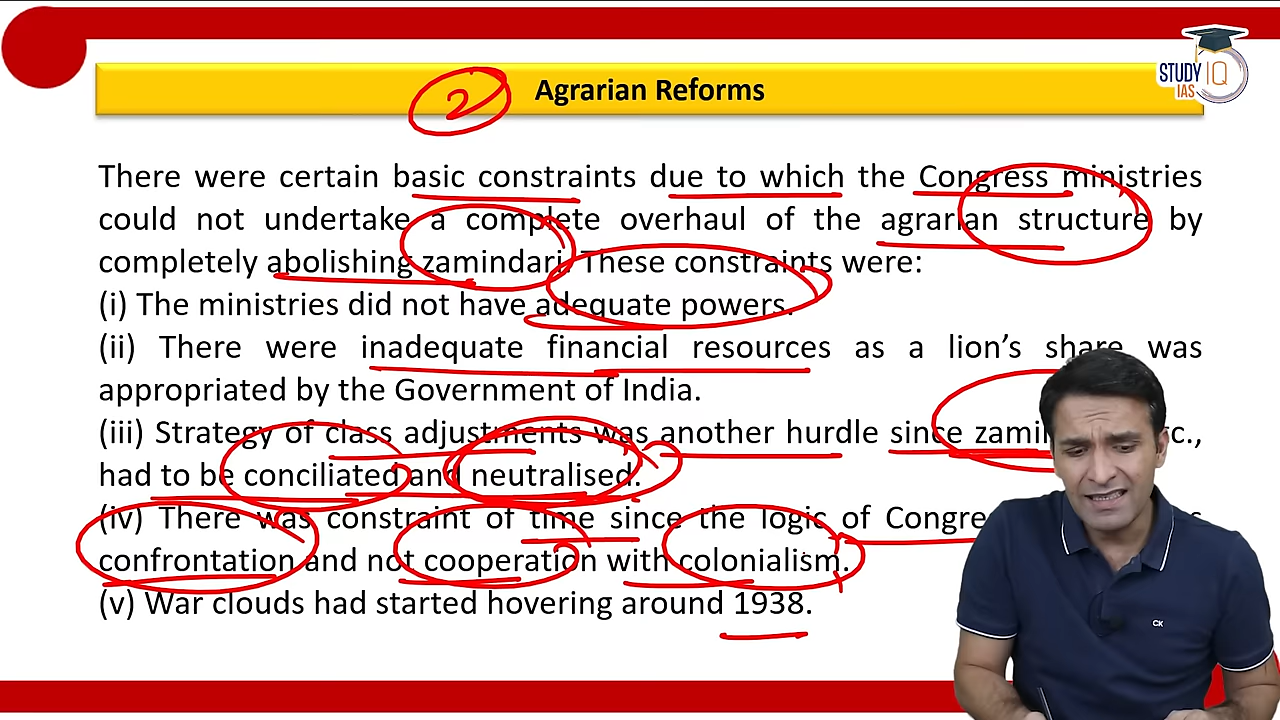 STUDY IQ
IAS
2
Agrarian Reforms
There were certain basic constraints due to which the Congress ministries
could not undertake a complete overhaul of the agrarian structure by
completely abolishing zamindari. These constraints were:
(i) The ministries did not have adequate powers.
(ii) There were inadequate financial resources as a lion's share was
appropriated by the Government of India.
(iii) Strategy of class adjustments was another hurdle since
had to be conciliated and neutralised.
(iv) There was constraint of time since the logic of
confrontation and not cooperation with colonialism.
(v) War clouds had started hovering around 1938.
CK